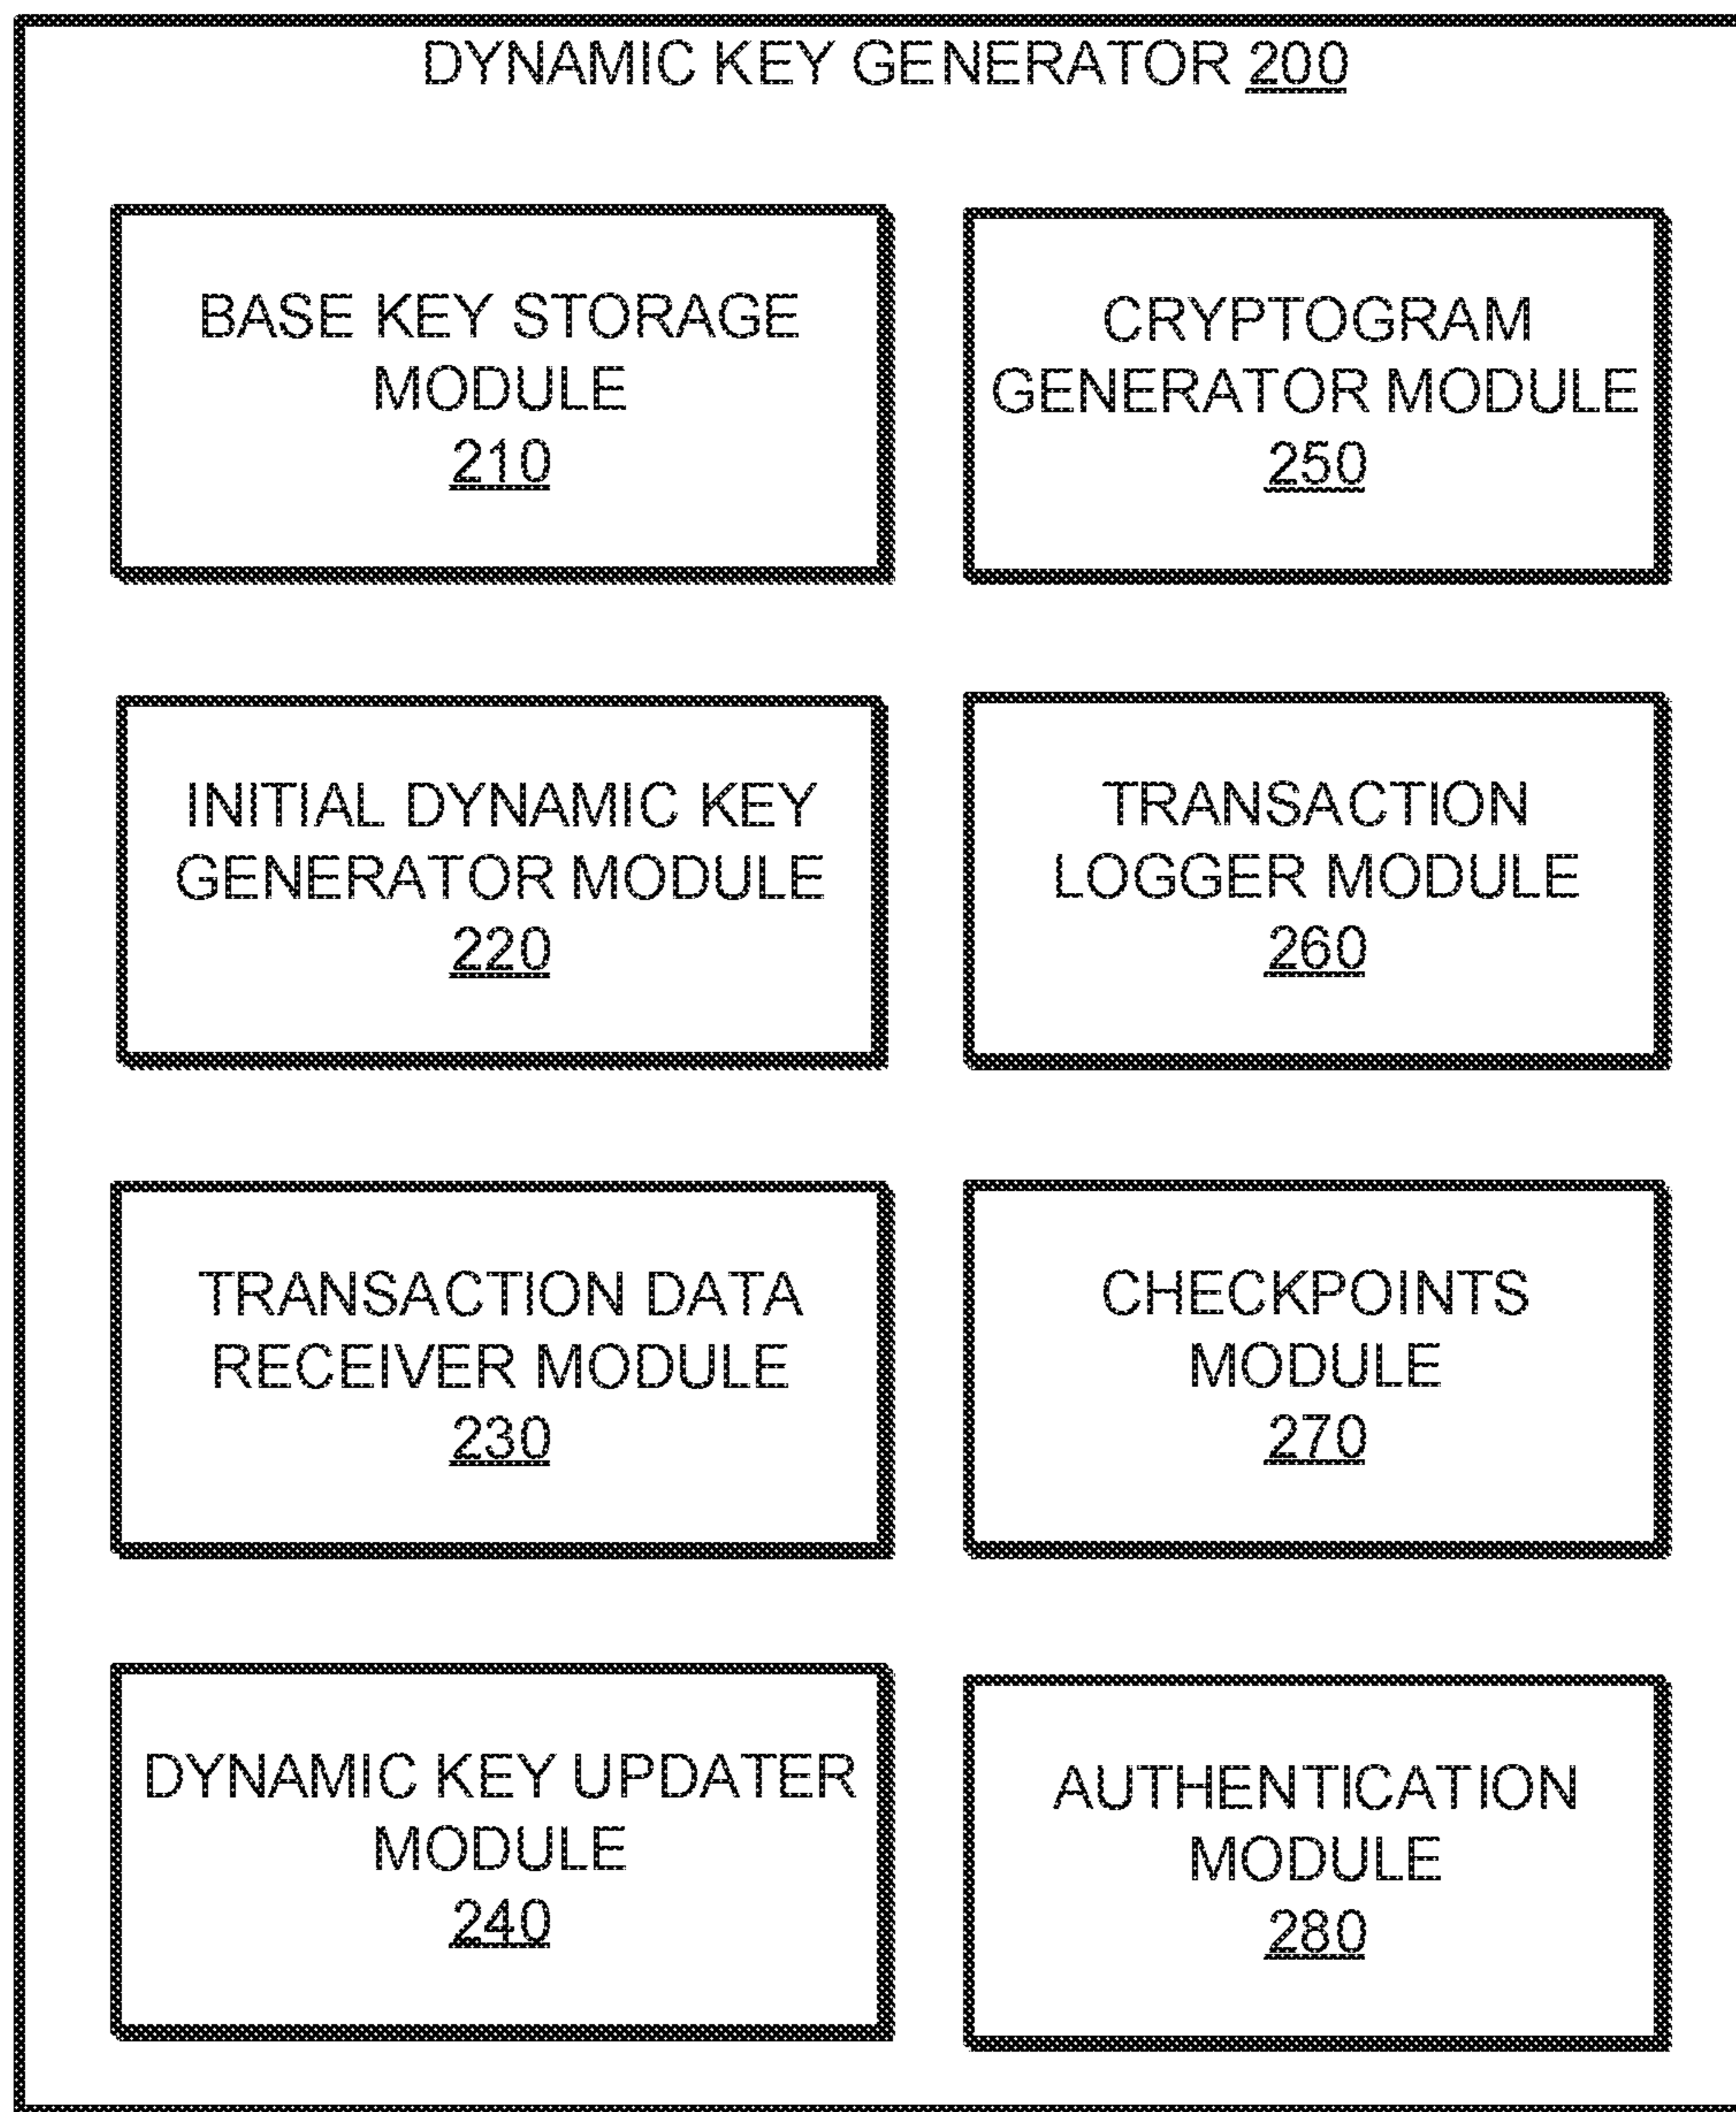 DYNAMIC KEY GENERATOR 200
BASE KEY STORAGE
MODULE
210
CRYPTOGRAM
GENERATOR MODULE
250
INITIAL DYNAMIC KEY
GENERATOR MODULE
220
TRANSACTION
LOGGER MODULE
260
TRANSACTION DATA
RECEIVER MODULE
230
CHECKPOINTS
MODULE
270
DYNAMIC KEY UPDATER
MODULE
240
AUTHENTICATION
MODULE
280